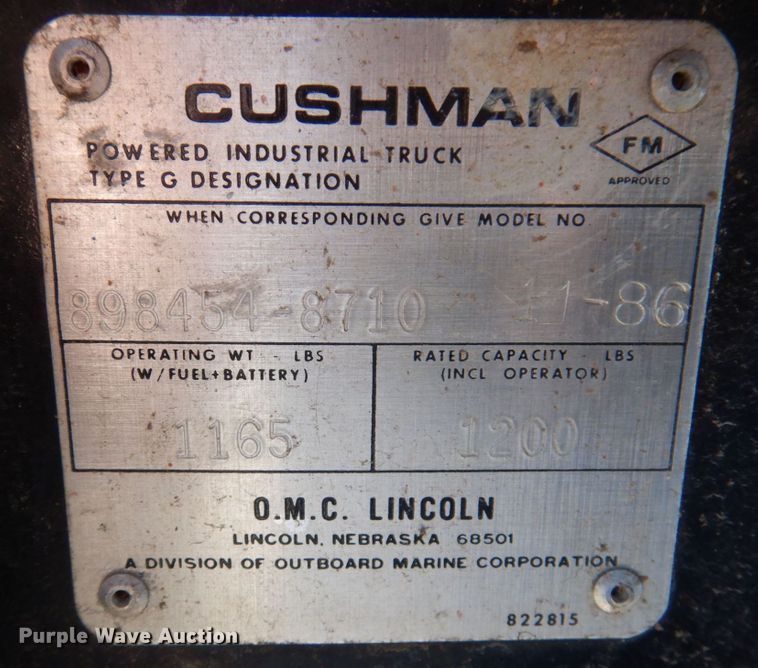 CUSHMAN
POWERED INDUSTRIAL TRUCK
TYPE G DESIGNATION
FM
APPROVED
WHEN CORRESPONDING GIVE MODEL NO.
898454-8710 11-86
OPERATING WT - LBS
(W/FUEL+BATTERY)
1165
RATED CAPACITY - LBS
(INCL OPERATOR)
1200
O.M.C. LINCOLN
LINCOLN, NEBRASKA 68501
A DIVISION OF OUTBOARD MARINE CORPORATION
822815
Purple Wave Auction